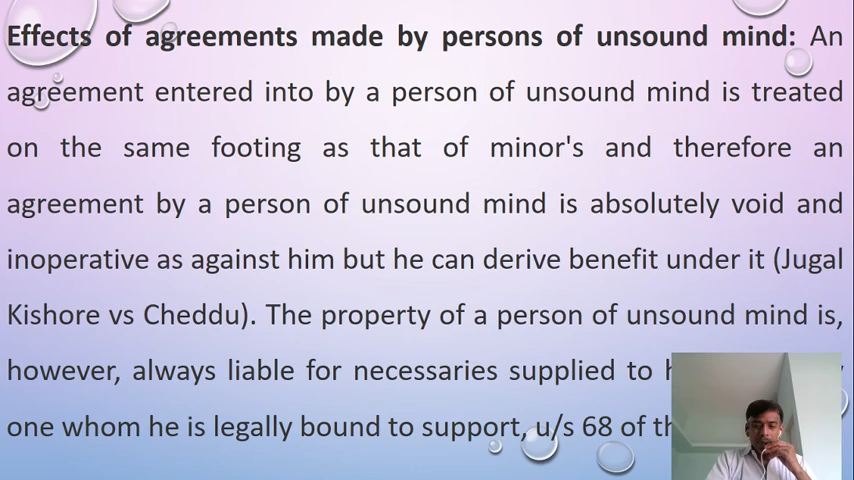 Effects of agreements made by persons of unsound mind: An
agreement entered into by a person of unsound mind is treated
on the same footing as that of minor's and therefore an
agreement by a person of unsound mind is absolutely void and
inoperative as against him but he can derive benefit under it (Jugal
Kishore vs Cheddu). The property of a person of unsound mind is,
however, always liable for necessaries supplied to
one whom he is legally bound to support, u/s 68 of